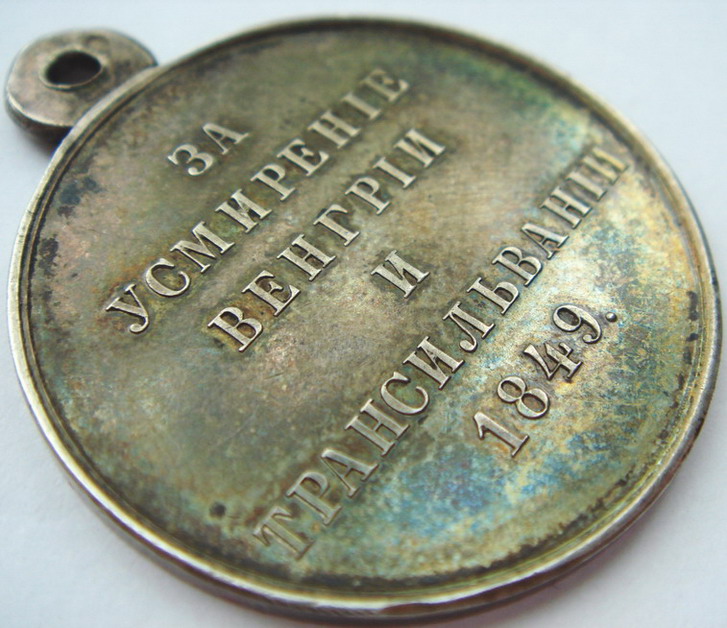 ЗА
УСМИРЕНІЕ
ВЕНГРІИ
И
ТРАНСИЛЬВАНІИ
1849.